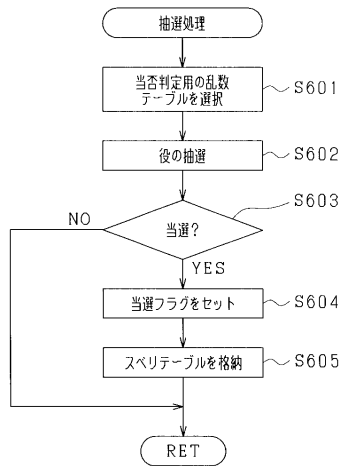 抽選処理
当否判定用の乱数
テーブルを選択
S601
役の抽選
S602
S603
当選?
NO
YES
当選フラグをセット
S604
スベリテーブルを格納
S605
RET